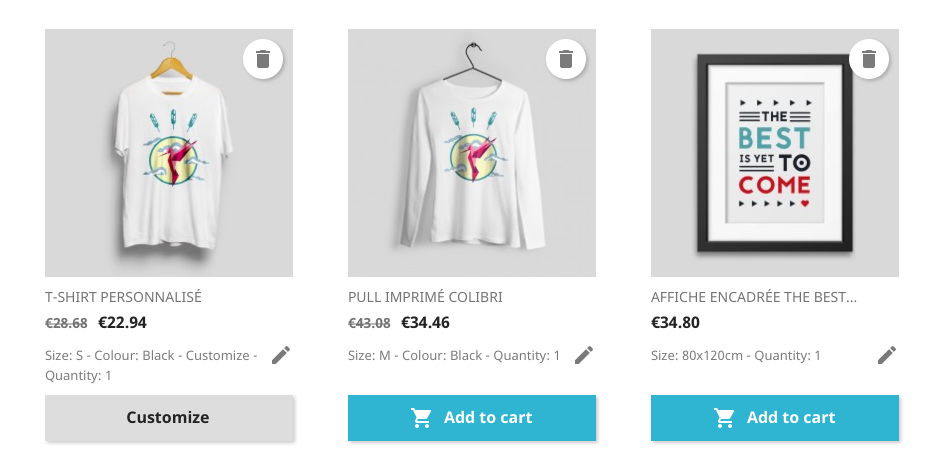 THE
BEST
IS YET TO
COME
T-SHIRT PERSONNALISÉ
€28.68 €22.94
Size: S - Colour: Black - Customize -
Quantity: 1
Customize
PULL IMPRIMÉ COLIBRI
€43.08 €34.46
Size: M - Colour: Black - Quantity: 1
Add to cart
AFFICHE ENCADRÉE THE BEST...
€34.80
Size: 80x120cm - Quantity: 1
Add to cart